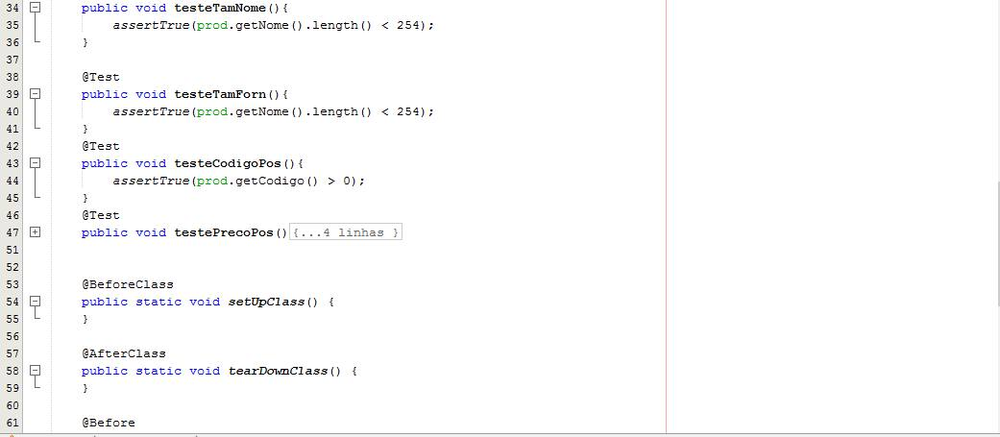 34 public void testeTamNome(){
35 assertTrue(prod.getNome().length() < 254);
36 }
37
38 @Test
39 public void testeTamForn(){
40 assertTrue(prod.getNome().length() < 254);
41 }
42 @Test
43 public void testeCodigoPos(){
44 assertTrue(prod.getCodigo() > 0);
45 }
46 @Test
47 public void testePrecoPos(){...4 linhas }
51
52
53 @BeforeClass
54 public static void setUpClass() {
55 }
56
57 @AfterClass
58 public static void tearDownClass() {
59 }
60
61 @Before